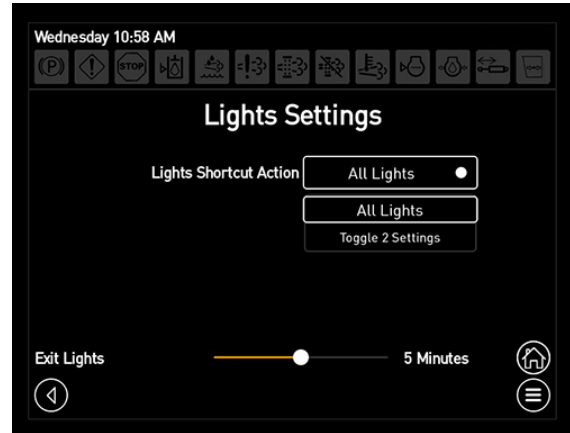 Wednesday 10:58 AM
(P)
STOP
Lights Settings
Lights Shortcut Action All Lights
All Lights
Toggle 2 Settings
Exit Lights 5 Minutes